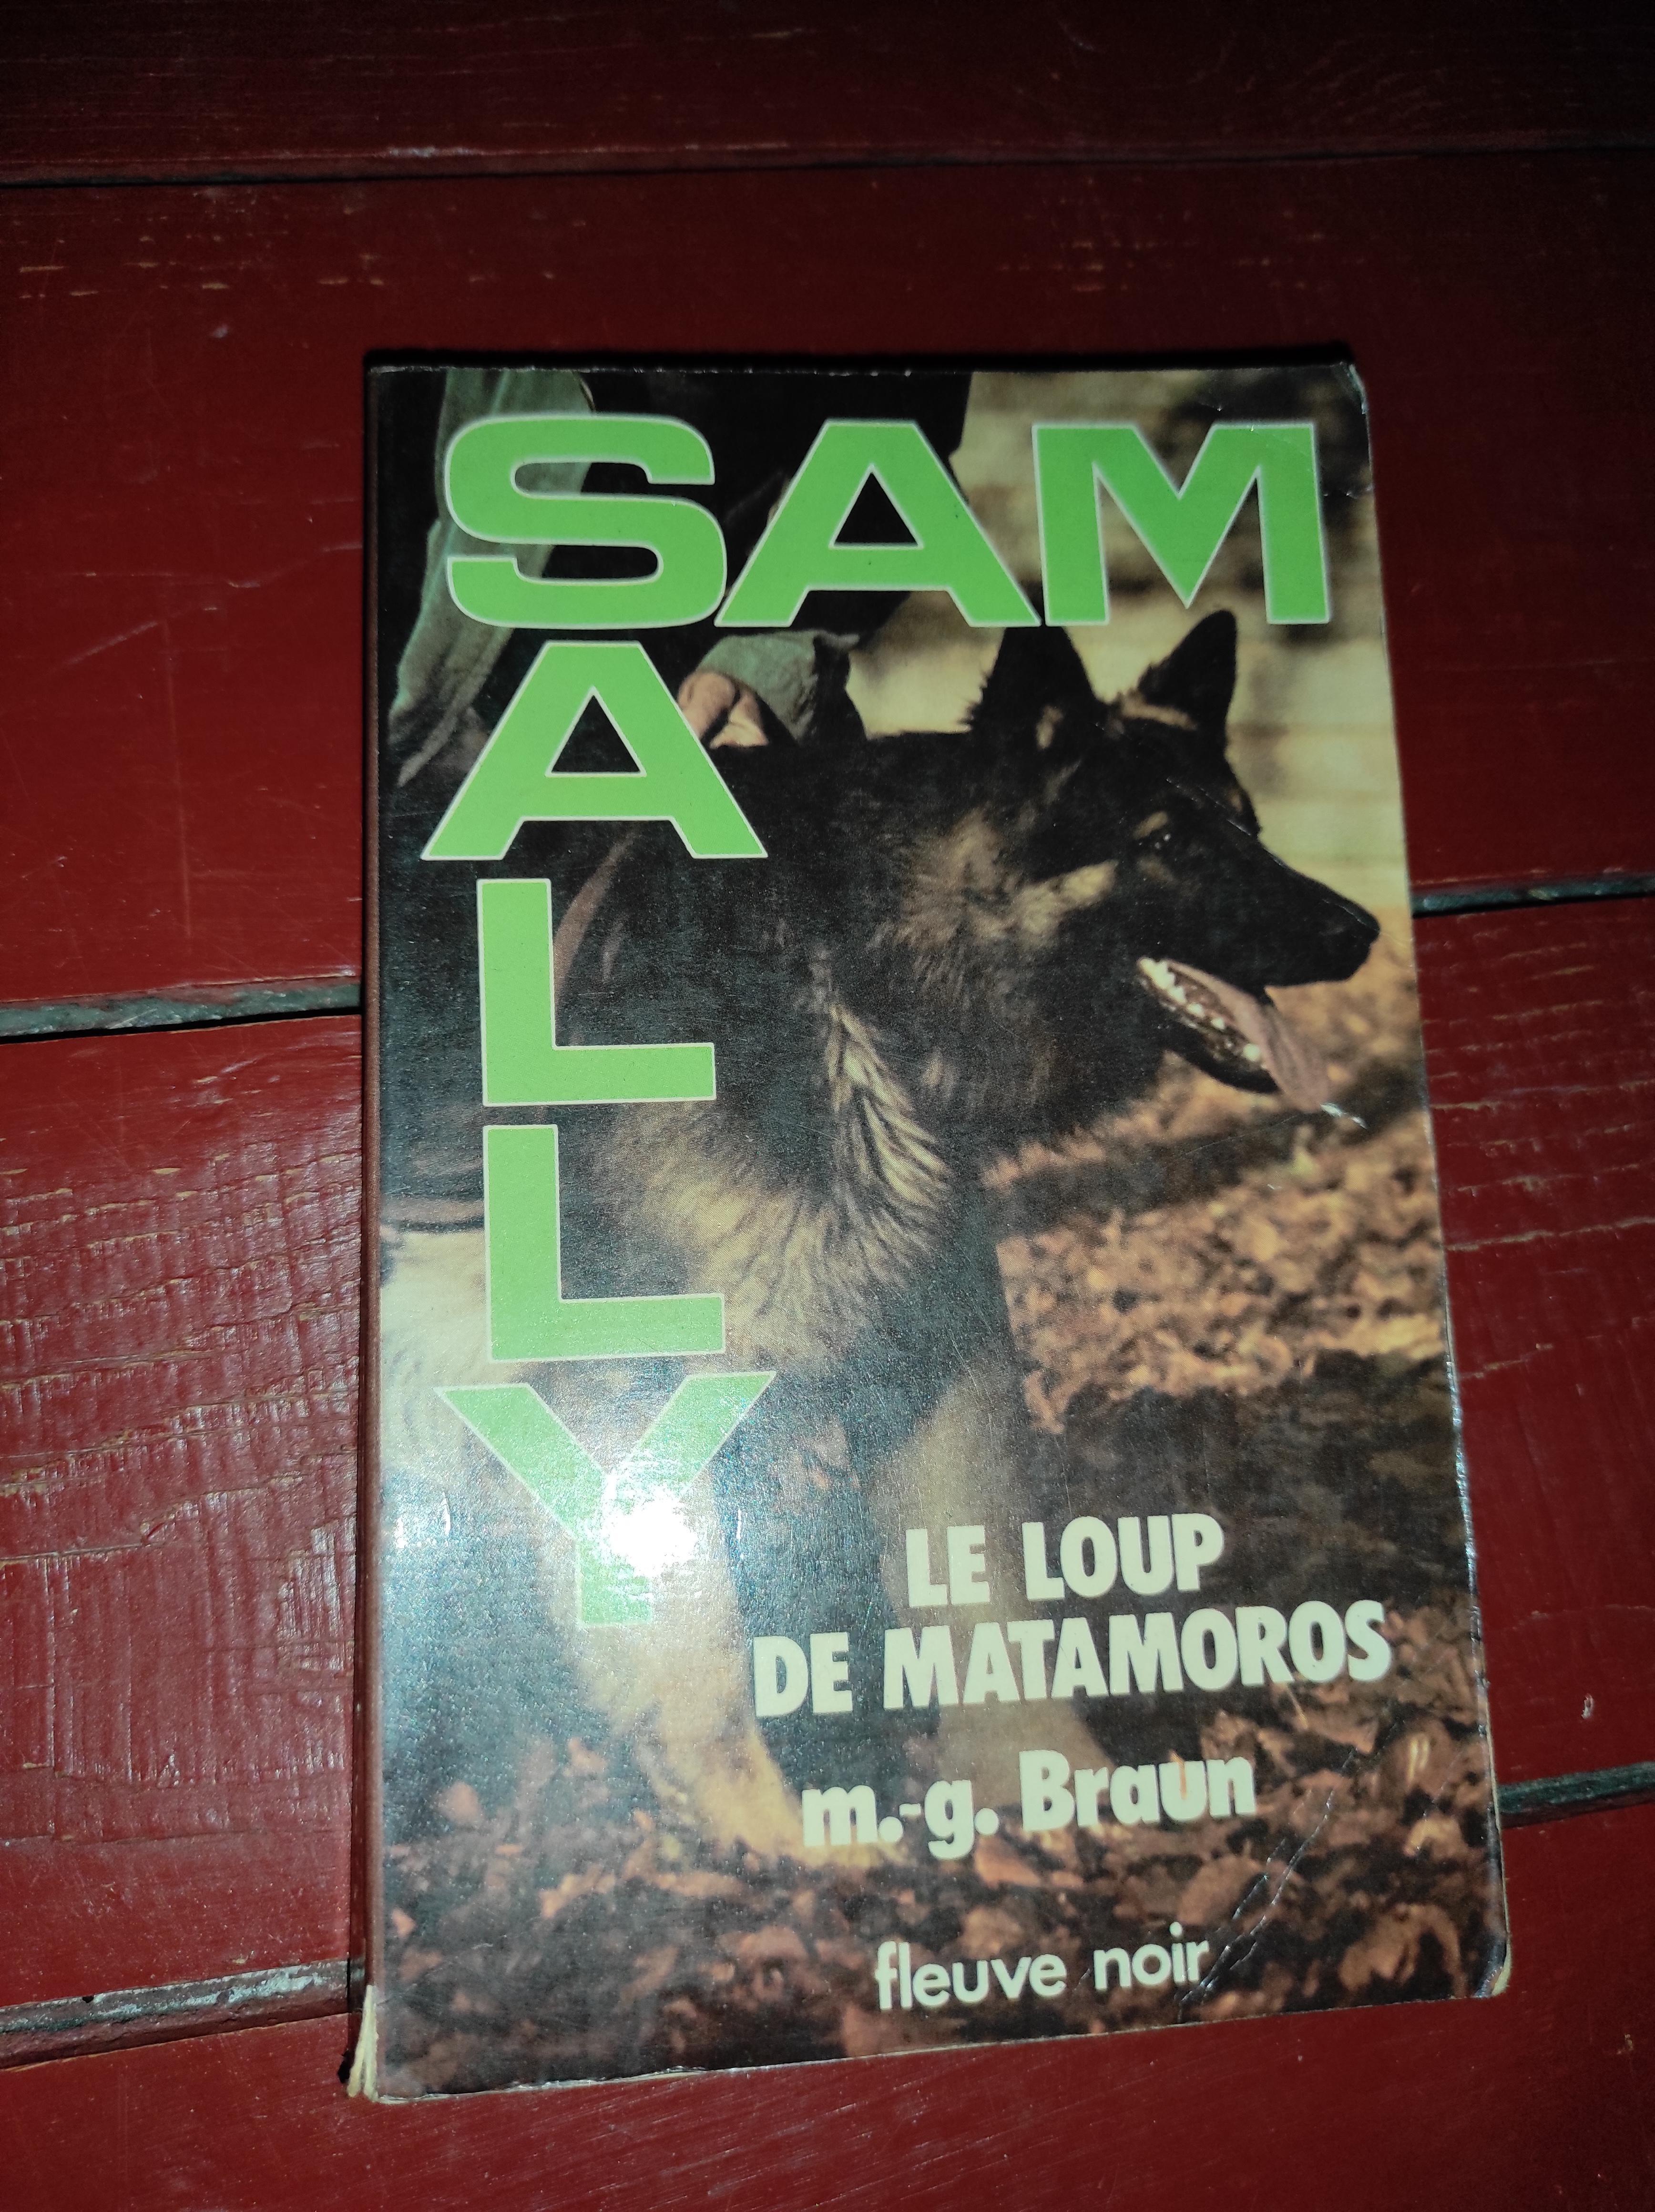 SAM
SALLY
LE LOUP
DE MATAMOROS
m.-g. Braun
fleuve noir